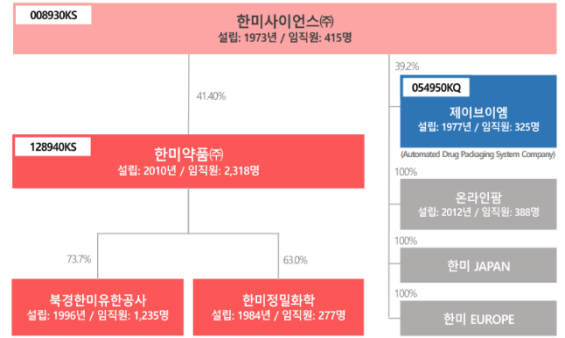 008930KS
한미사이언스㈜
설립: 1973년 / 임직원: 415명
41.40%
39.2%
054950KQ
제이브이엠
설립: 1977년 / 임직원: 325명
(Automated Drug Packaging System Company)
128940KS
한미약품㈜
설립: 2010년 / 임직원: 2,318명
100%
온라인팜
설립: 2012년 / 임직원: 388명
100%
한미 JAPAN
100%
한미 EUROPE
73.7%
북경한미유한공사
설립: 1996년 / 임직원: 1,235명
63.0%
한미정밀화학
설립: 1984년 / 임직원: 277명